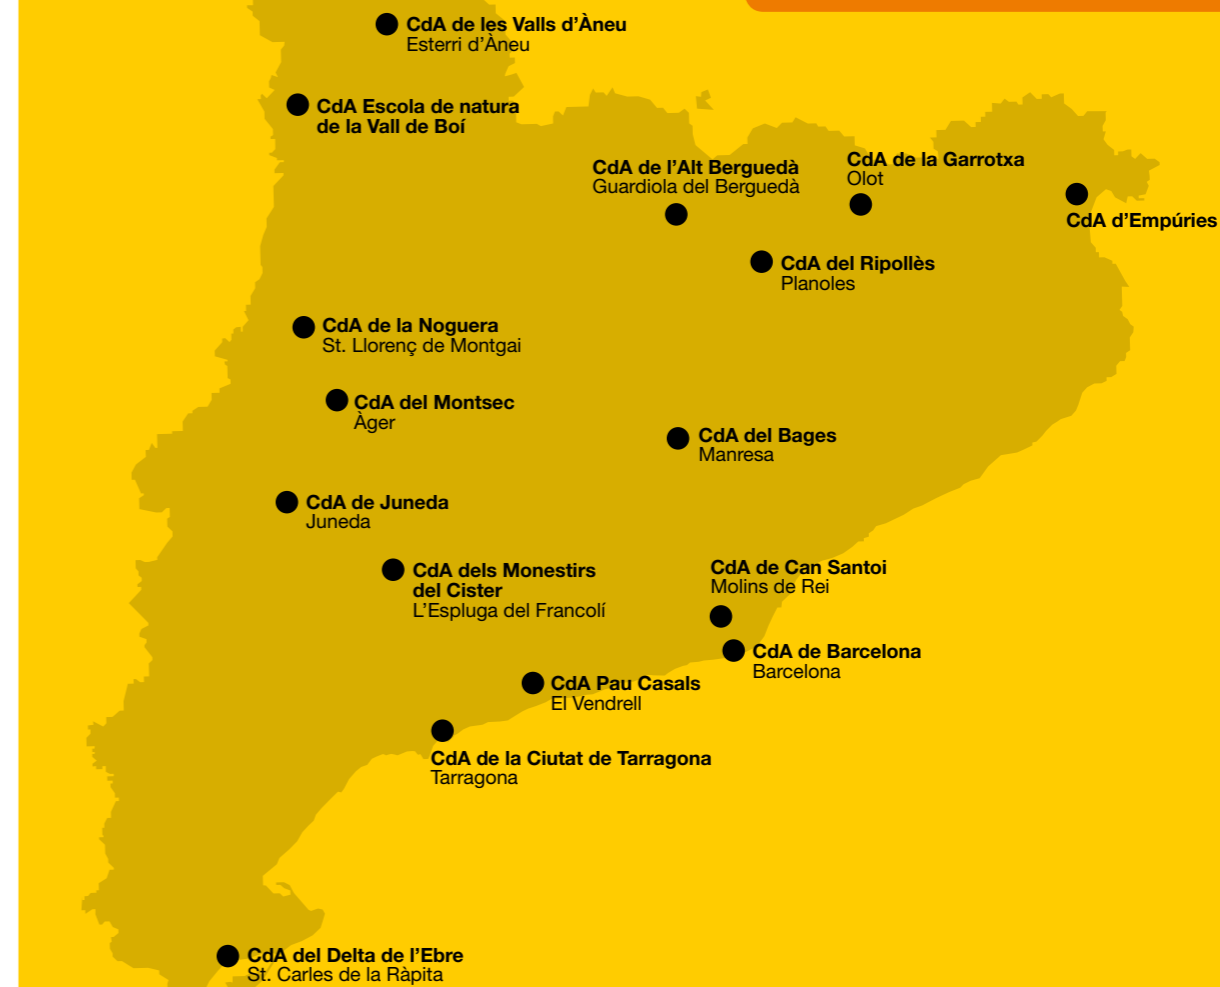 CdA de les Valls d'Àneu
Esterri d'Àneu
CdA Escola de natura
de la Vall de Boí
CdA de l'Alt Berguedà
Guardiola del Berguedà
CdA de la Garrotxa
Olot
CdA d'Empúries
CdA del Ripollès
Planoles
CdA de la Noguera
St. Llorenç de Montgai
CdA del Montsec
Àger
CdA del Bages
Manresa
CdA de Juneda
Juneda
CdA dels Monestirs
del Cister
L'Espluga del Francolí
CdA de Can Santoi
Molins de Rei
CdA de Barcelona
Barcelona
CdA Pau Casals
El Vendrell
CdA de la Ciutat de Tarragona
Tarragona
CdA del Delta de l'Ebre
St. Carles de la Ràpita